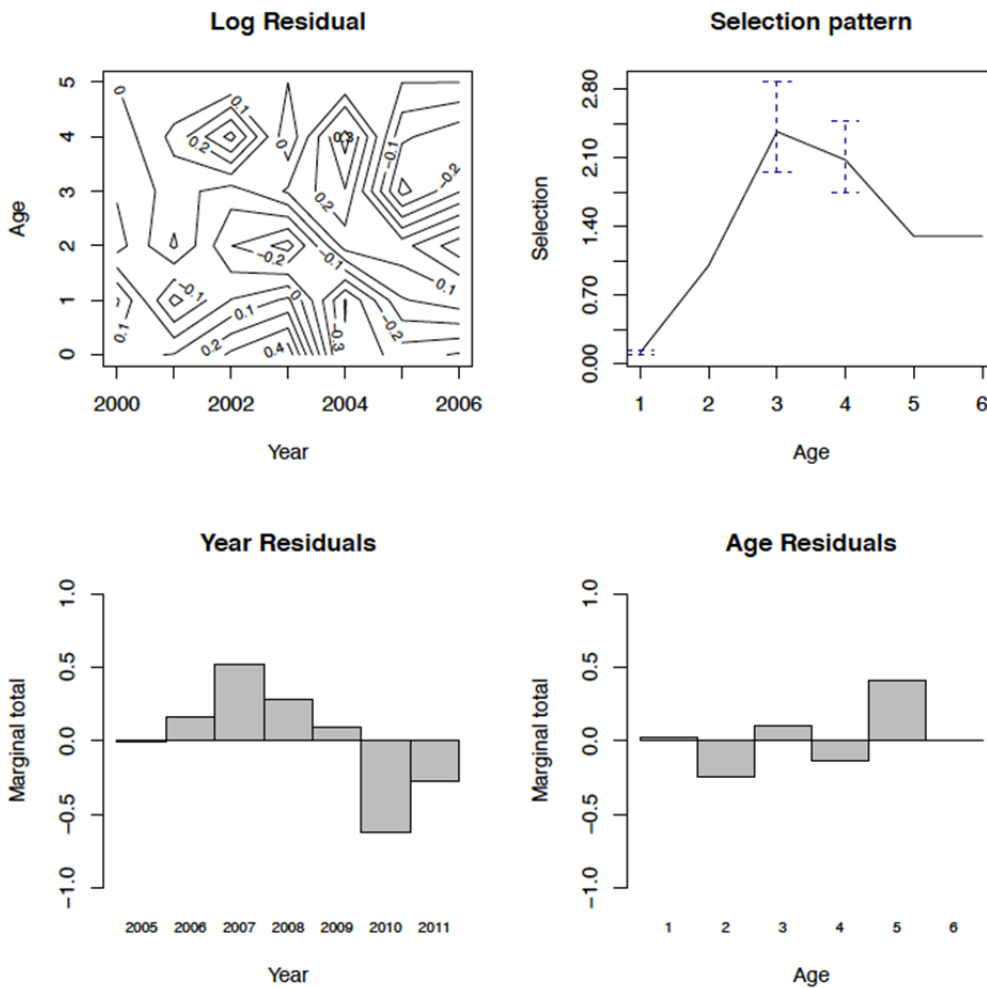 Log Residual
Selection pattern
Age
0 1 2 3 4 5
0 0.1 0.2 0.3 -0.1 -0.2 0.2 -0.2 -0.1 -0.1 0.1 0 0.1 0.1 0.2 0.4 -0.3 -0.2
2000 2002 2004 2006
Year
Selection
0.00 0.70 1.40 2.10 2.80
1 2 3 4 5 6
Age
Year Residuals
Age Residuals
Marginal total
-1.0 -0.5 0.0 0.5 1.0
2005 2006 2007 2008 2009 2010 2011
Year
Marginal total
-1.0 -0.5 0.0 0.5 1.0
1 2 3 4 5 6
Age